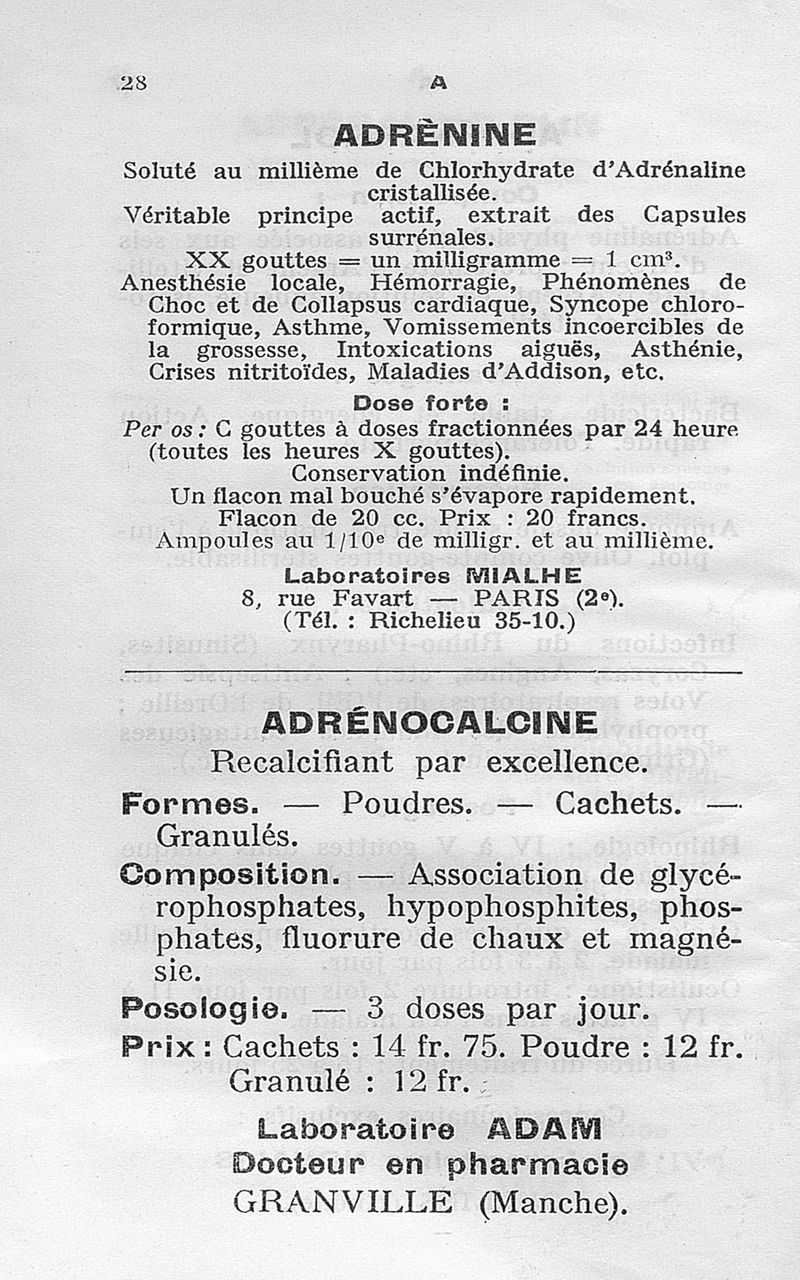 28
A
ADRÈNINE
Soluté au millième de Chlorhydrate d'Adrénaline
cristallisée.
Véritable principe actif, extrait des Capsules
surrénales.
XX gouttes = un milligramme = 1 cm³.
Anesthésie locale, Hémorragie, Phénomènes de
Choc et de Collapsus cardiaque, Syncope chloro-
formique, Asthme, Vomissements incoercibles de
la grossesse, Intoxications aiguës, Asthénie,
Crises nitritoïdes, Maladies d'Addison, etc.
Dose forte :
Per os : C gouttes à doses fractionnées par 24 heure
(toutes les heures X gouttes).
Conservation indéfinie.
Un flacon mal bouché s'évapore rapidement.
Flacon de 20 cc. Prix : 20 francs.
Ampoules au 1/10e de milligr. et au millième.
Laboratoires MIALHE
8, rue Favart — PARIS (2e).
(Tél. : Richelieu 35-10.)
ADRÉNOCALCINE
Recalcifiant par excellence.
Formes. — Poudres. — Cachets. —
Granulés.
Composition. — Association de glycé-
rophosphates, hypophosphites, phos-
phates, fluorure de chaux et magné-
sie.
Posologie. — 3 doses par jour.
Prix : Cachets : 14 fr. 75. Poudre : 12 fr.
Granulé : 12 fr.
Laboratoire ADAM
Docteur en pharmacie
GRANVILLE (Manche).